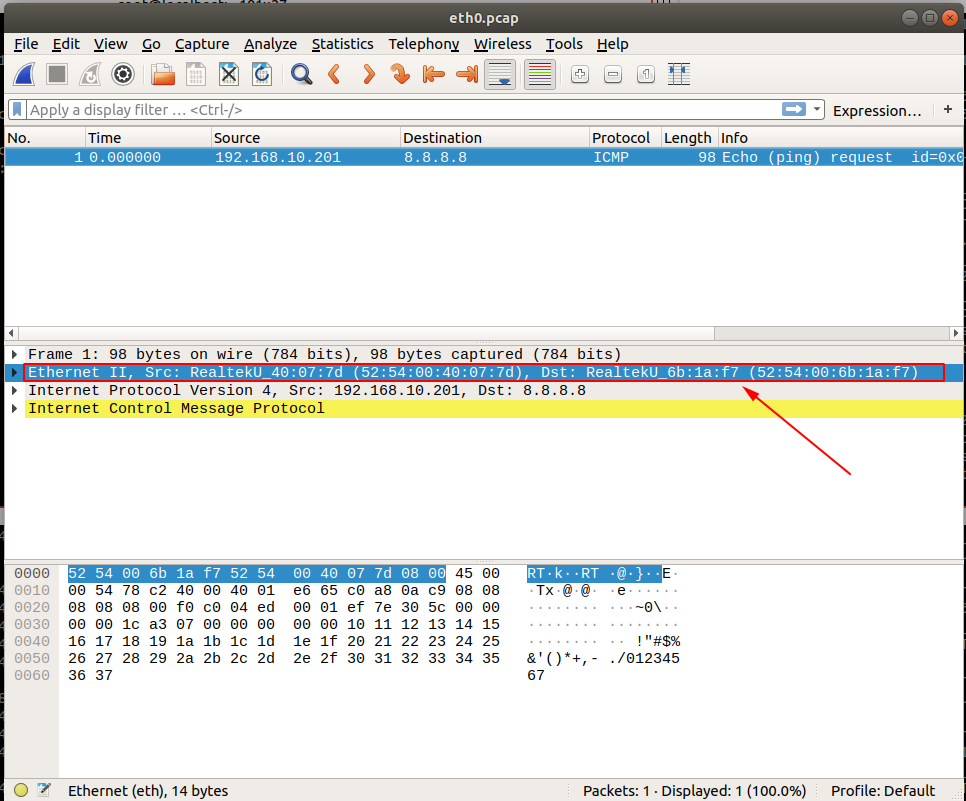 eth0.pcap
File Edit View Go Capture Analyze Statistics Telephony Wireless Tools Help
Apply a display filter … <Ctrl-/> Expression… +
No. Time Source Destination Protocol Length Info
1 0.000000 192.168.10.201 8.8.8.8 ICMP 98 Echo (ping) request id=0x0
Frame 1: 98 bytes on wire (784 bits), 98 bytes captured (784 bits)
Ethernet II, Src: RealtekU_40:07:7d (52:54:00:40:07:7d), Dst: RealtekU_6b:1a:f7 (52:54:00:6b:1a:f7)
Internet Protocol Version 4, Src: 192.168.10.201, Dst: 8.8.8.8
Internet Control Message Protocol
0000 52 54 00 6b 1a f7 52 54 00 40 07 7d 08 00 45 00 RT·k··RT ·@·}··E·
0010 00 54 78 c2 40 00 40 01 e6 65 c0 a8 0a c9 08 08 ·Tx·@·@· ·e······
0020 08 08 08 00 f0 c0 04 ed 00 01 ef 7e 30 5c 00 00 ········ ···~0\··
0030 00 00 1c a3 07 00 00 00 00 00 10 11 12 13 14 15 ········ ········
0040 16 17 18 19 1a 1b 1c 1d 1e 1f 20 21 22 23 24 25 ········ ·· !"#$%
0050 26 27 28 29 2a 2b 2c 2d 2e 2f 30 31 32 33 34 35 &'()*+,- ./012345
0060 36 37 67
Ethernet (eth), 14 bytes Packets: 1 · Displayed: 1 (100.0%) Profile: Default